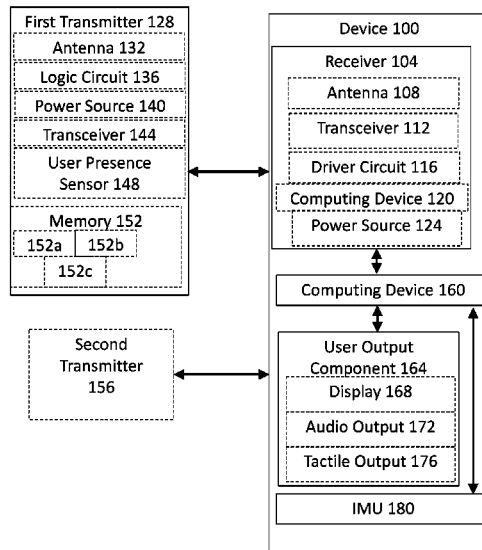 First Transmitter 128
Antenna 132
Logic Circuit 136
Power Source 140
Transceiver 144
User Presence
Sensor 148
Memory 152
152a
152b
152c
Second
Transmitter
156
Device 100
Receiver 104
Antenna 108
Transceiver 112
Driver Circuit 116
Computing Device 120
Power Source 124
Computing Device 160
User Output
Component 164
Display 168
Audio Output 172
Tactile Output 176
IMU 180